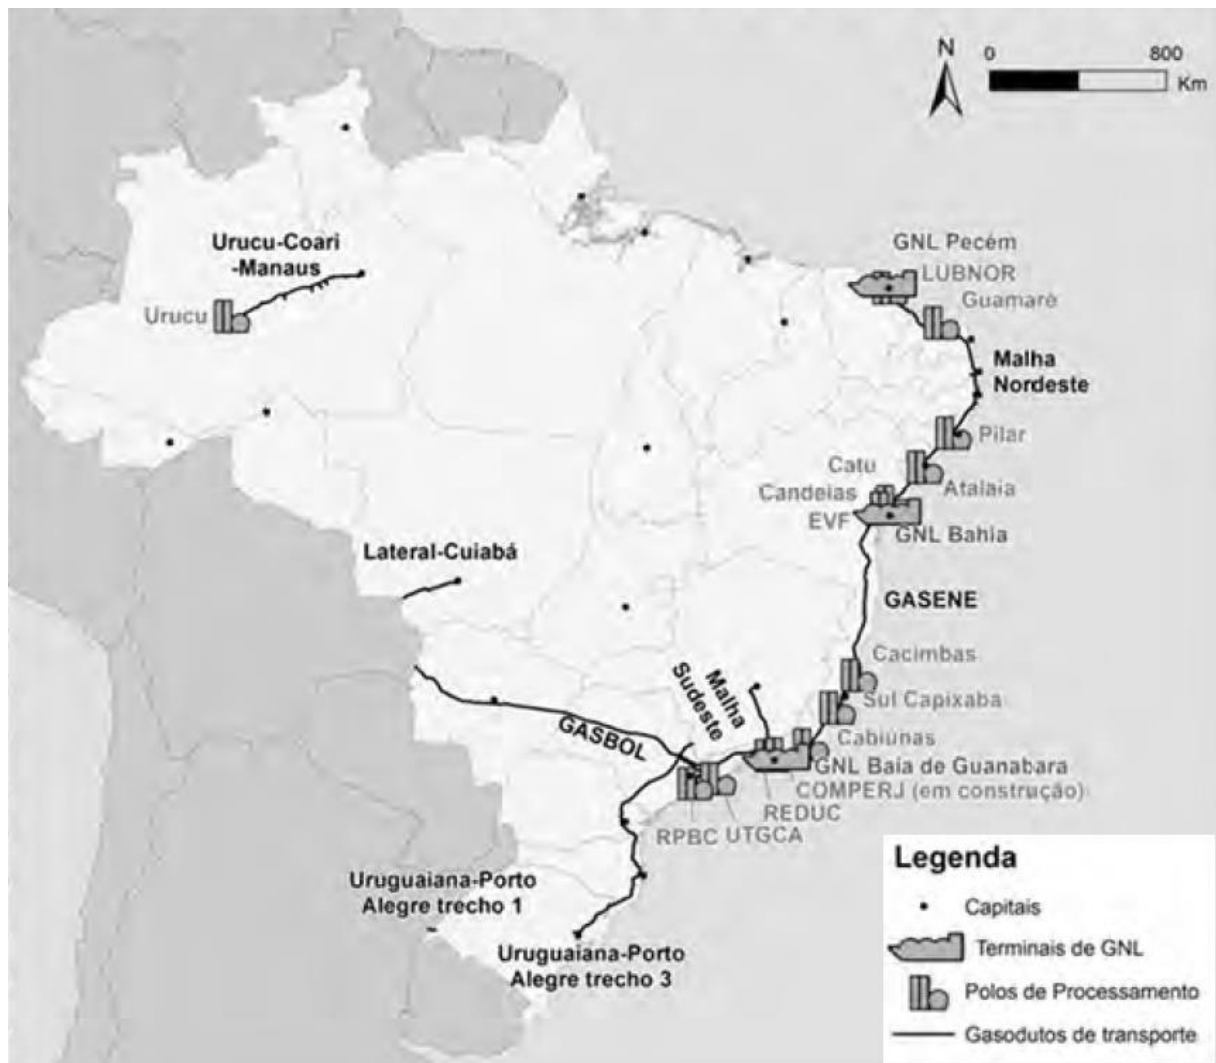 N
0 800
Km
GNL Pecém
LUBNOR
Guamaré
Urucu-Coari
-Manaus
Urucu
Malha
Nordeste
Pilar
Catu
Atalaia
Candeias
EVF
GNL Bahia
Lateral-Cuiabá
GASENE
Cacimbas
Malha
Sudeste
Sul Capixaba
GASBOL
Cabiúnas
GNL Baia de Guanabara
COMPERJ (em construção)
REDUC
RPBC
UTGCA
Uruguaiana-Porto
Alegre trecho 1
Uruguaiana-Porto
Alegre trecho 3
Legenda
Capitais
Terminais de GNL
Polos de Processamento
Gasodutos de transporte